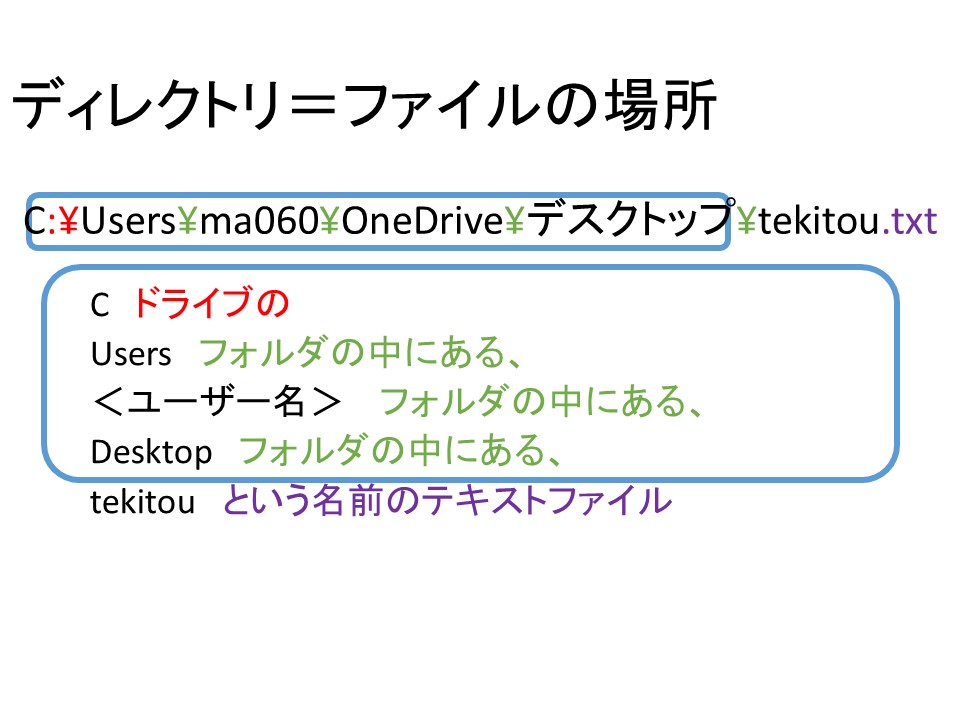 ディレクトリ＝ファイルの場所
C:¥Users¥ma060¥OneDrive¥デスクトップ¥tekitou.txt
C　ドライブの
Users　フォルダの中にある、
＜ユーザー名＞　フォルダの中にある、
Desktop　フォルダの中にある、
tekitou　という名前のテキストファイル